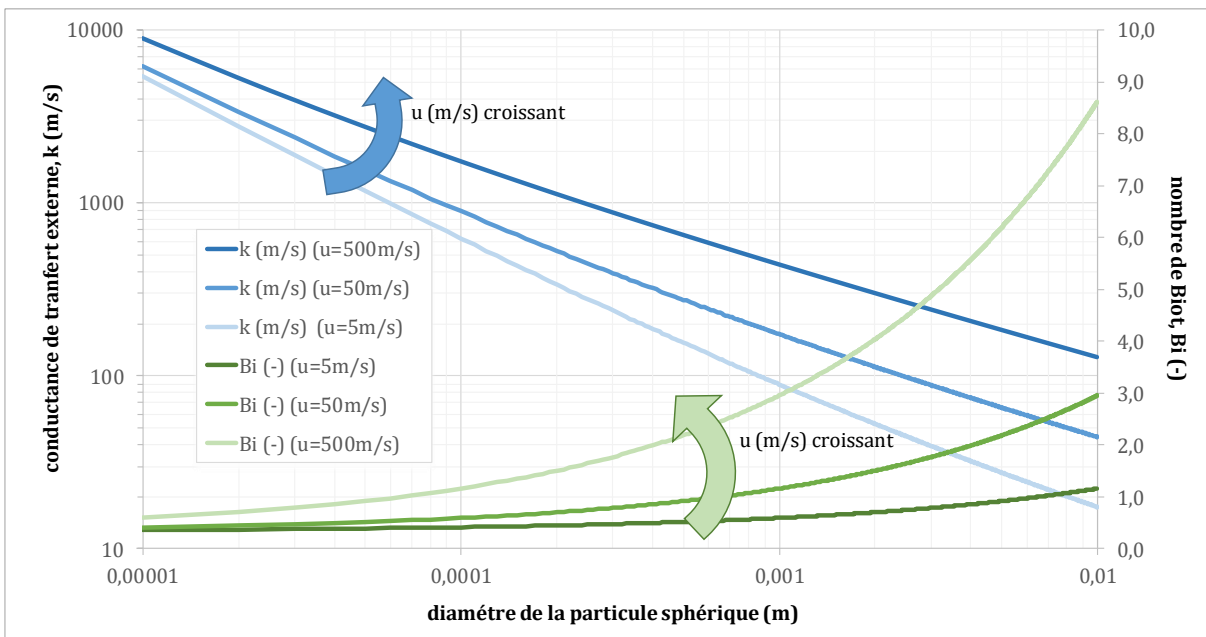 10000
1000
100
10
10,0
9,0
8,0
7,0
6,0
5,0
4,0
3,0
2,0
1,0
0,0
conductance de tranfert externe, k (m/s)
nombre de Biot, Bi (-)
u (m/s) croissant
k (m/s) (u=500m/s)
k (m/s) (u=50m/s)
k (m/s) (u=5m/s)
Bi (-) (u=5m/s)
Bi (-) (u=50m/s)
Bi (-) (u=500m/s)
u (m/s) croissant
0,00001 0,0001 0,001 0,01
diamétre de la particule sphérique (m)